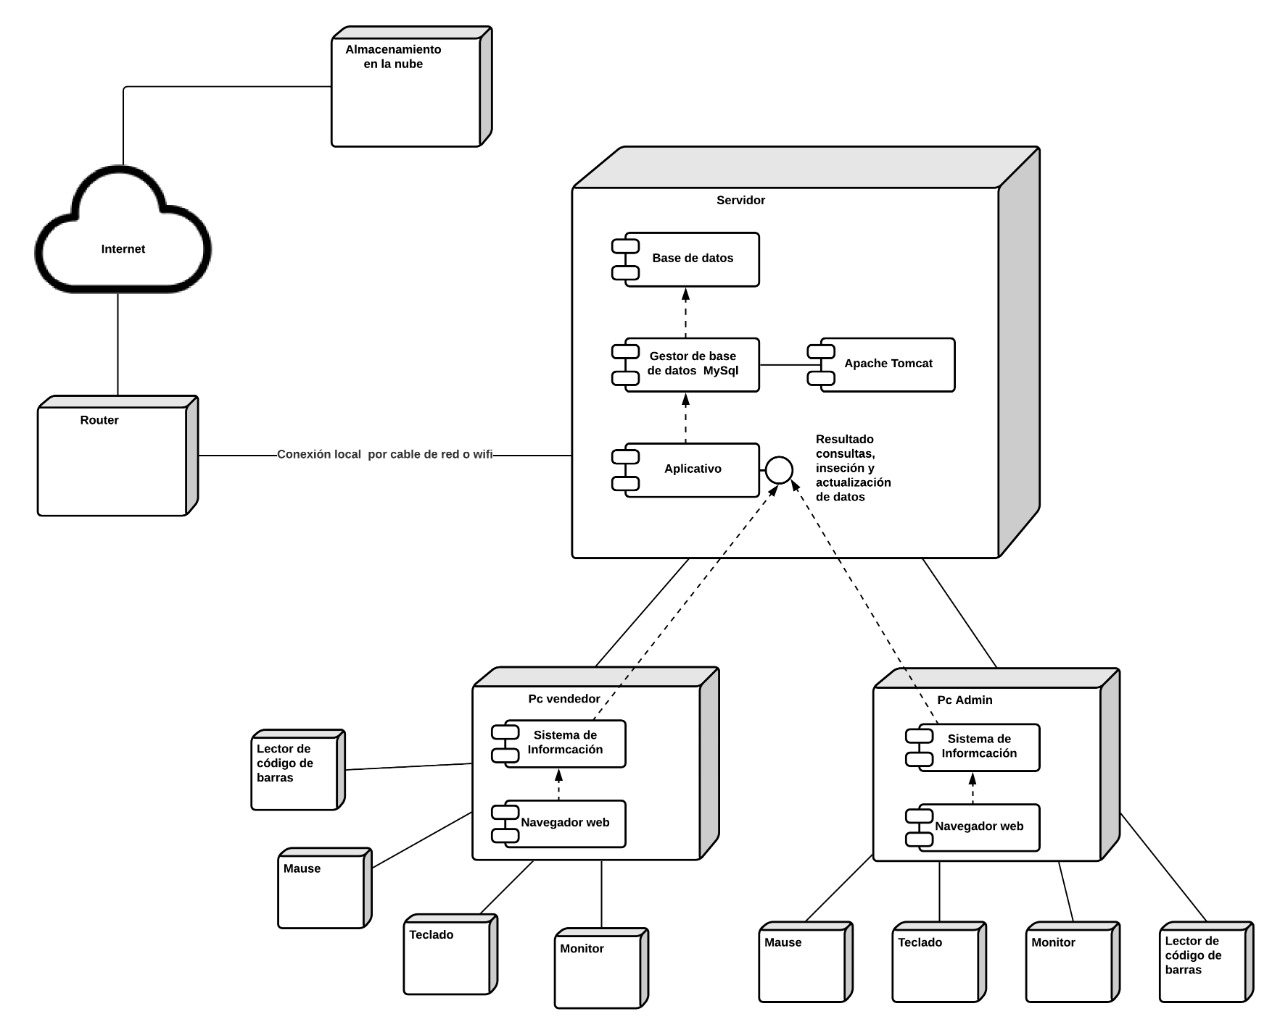 Almacenamiento
en la nube
Internet
Servidor
Base de datos
Gestor de base
de datos  MySql
Apache Tomcat
Router
Conexión local  por cable de red o wifi
Aplicativo
Resultado
consultas,
inseción y
actualización
de datos
Pc vendedor
Sistema de
Informcación
Navegador web
Pc Admin
Sistema de
Informcación
Navegador web
Lector de
código de
barras
Mause
Teclado
Monitor
Mause
Teclado
Monitor
Lector de
código de
barras